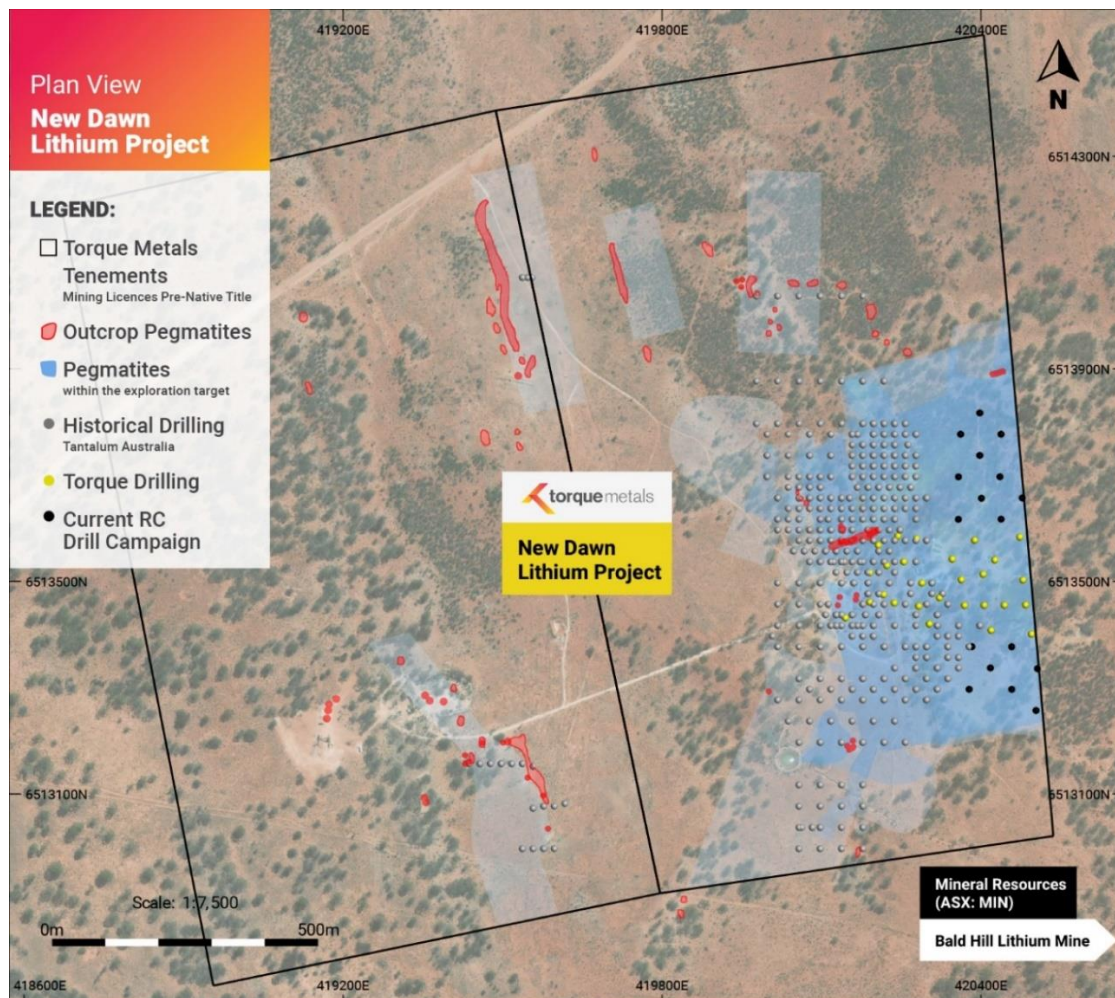 419200E
419800E
420400E
Plan View
New Dawn
Lithium Project
N
6514300N
LEGEND:
Torque Metals
Tenements
Mining Licences Pre-Native Title
Outcrop Pegmatites
Pegmatites
within the exploration target
Historical Drilling
Tantalum Australia
Torque Drilling
Current RC
Drill Campaign
6513900N
torquemetals
New Dawn
Lithium Project
6513500N
6513500N
6513100N
6513100N
Scale: 1:7,500
0m
500m
Mineral Resources
(ASX: MIN)
Bald Hill Lithium Mine
418600E
419200E
419800E
420400E